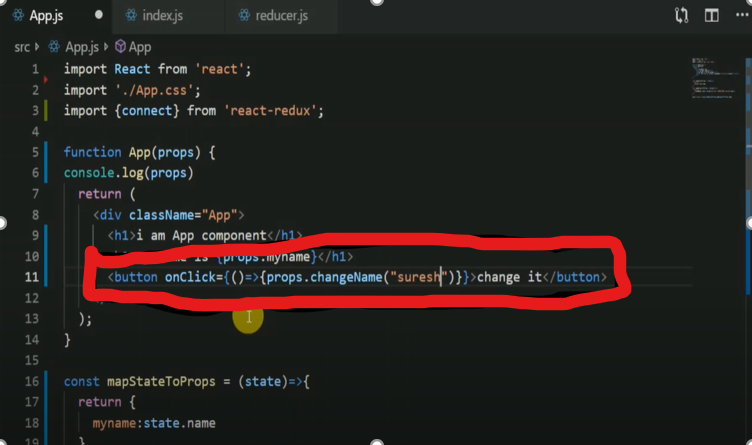 App.js
index.js
reducer.js
src
App.js
App
1 import React from 'react';
2 import './App.css';
3 import {connect} from 'react-redux';
4
5 function App(props) {
6 console.log(props)
7 return (
8 <div className="App">
9 <h1>i am App component</h1>
10 is {props.myname}</h1>
11 <button onClick={()=>{props.changeName("suresh")}}>change it</button>
12
13 );
14 }
15
16 const mapStateToProps = (state)=>{
17 return {
18 myname:state.name
19 }